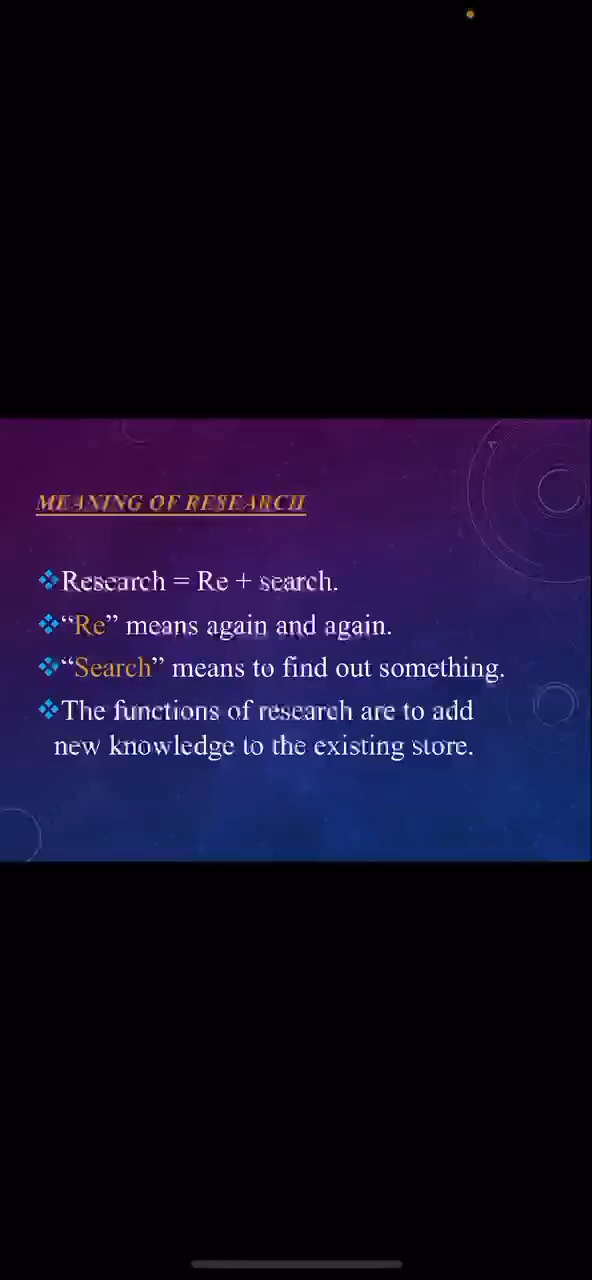 MEANING OF RESEARCH
❖Research = Re + search.
❖“Re” means again and again.
❖“Search” means to find out something.
❖The functions of research are to add
new knowledge to the existing store.